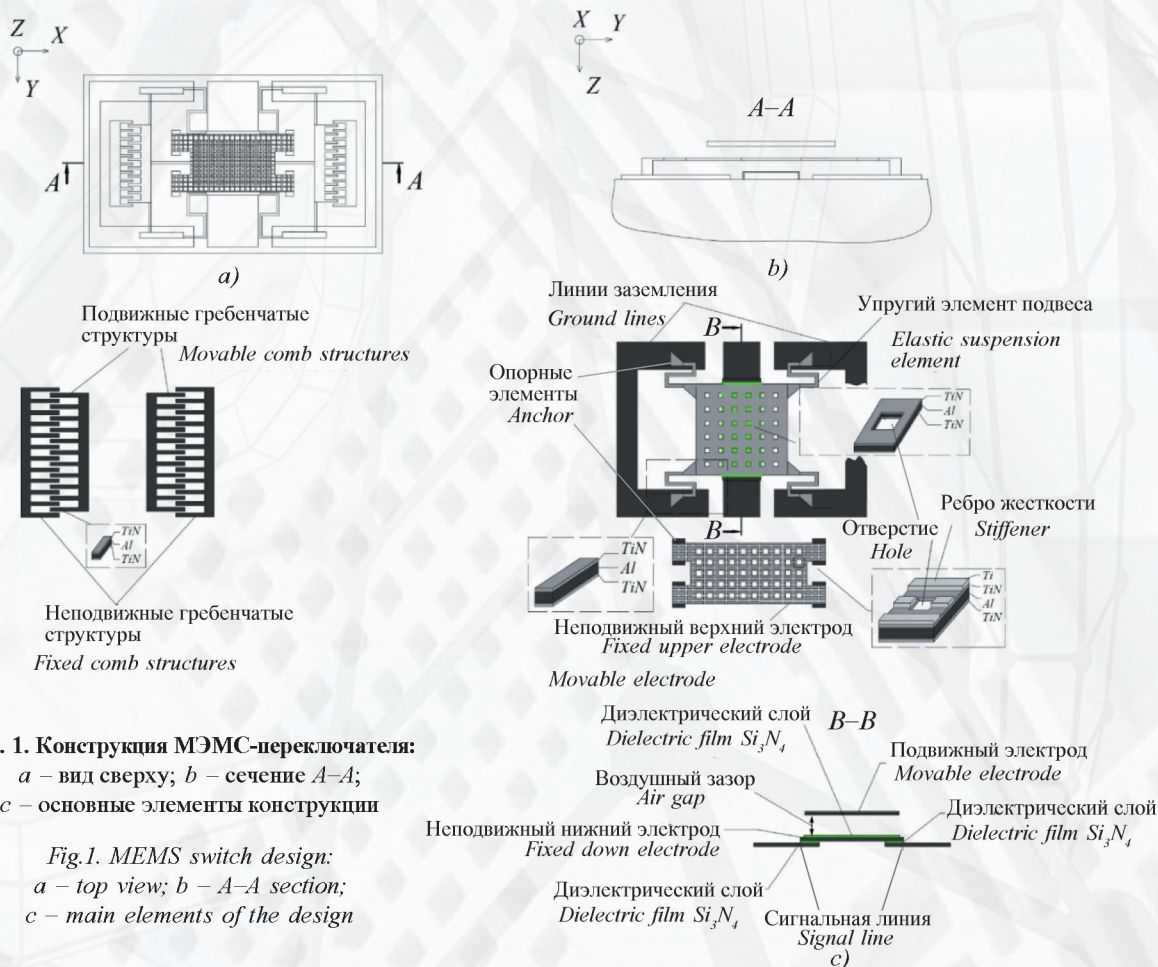 Z
X
Y
A
A
a)
X
Y
Z
A–A
b)
Подвижные гребенчатые
структуры
Movable comb structures
TiN
Al
TiN
Неподвижные гребенчатые
структуры
Fixed comb structures
Линии заземления
Ground lines
B
Упругий элемент подвеса
Elastic suspension
element
Опорные
элементы
Anchor
TiN
Al
TiN
B
Отверстие
Hole
Ребро жесткости
Stiffener
TiN
Al
TiN
Ti
TiN
Al
TiN
Неподвижный верхний электрод
Fixed upper electrode
Movable electrode
Диэлектрический слой
Dielectric film Si₃N₄
B–B
Подвижный электрод
Movable electrode
Воздушный зазор
Air gap
Диэлектрический слой
Dielectric film Si₃N₄
Неподвижный нижний электрод
Fixed down electrode
Диэлектрический слой
Dielectric film Si₃N₄
Сигнальная линия
Signal line
c)
. 1. Конструкция МЭМС-переключателя:
a – вид сверху; b – сечение A–A;
c – основные элементы конструкции
Fig.1. MEMS switch design:
a – top view; b – A–A section;
c – main elements of the design